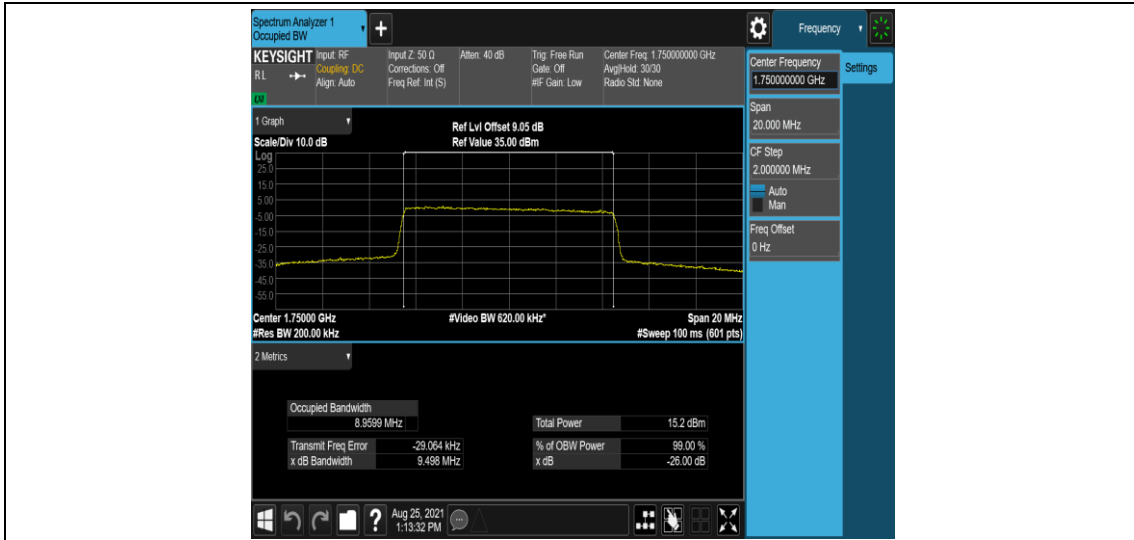 Spectrum Analyzer 1
Occupied BW
+
Frequency
KEYSIGHT
RL
LXI
Input: RF
Coupling: DC
Align: Auto
Input Z: 50 Ω
Corrections: Off
Freq Ref: Int (S)
Atten: 40 dB
Trig: Free Run
Gate: Off
#IF Gain: Low
Center Freq: 1.750000000 GHz
Avg|Hold: 30/30
Radio Std: None
Center Frequency
1.750000000 GHz
Settings
Span
20.000 MHz
CF Step
2.000000 MHz
Auto
Man
Freq Offset
0 Hz
1 Graph
Scale/Div 10.0 dB
Ref Lvl Offset 9.05 dB
Ref Value 35.00 dBm
Log
25.0
15.0
5.00
-5.00
-15.0
-25.0
-35.0
-45.0
-55.0
Center 1.75000 GHz
#Video BW 620.00 kHz*
Span 20 MHz
#Res BW 200.00 kHz
#Sweep 100 ms (601 pts)
2 Metrics
Occupied Bandwidth
8.9599 MHz
Total Power 15.2 dBm
Transmit Freq Error -29.064 kHz
% of OBW Power 99.00 %
x dB Bandwidth 9.498 MHz
x dB -26.00 dB
?
Aug 25, 2021
1:13:32 PM